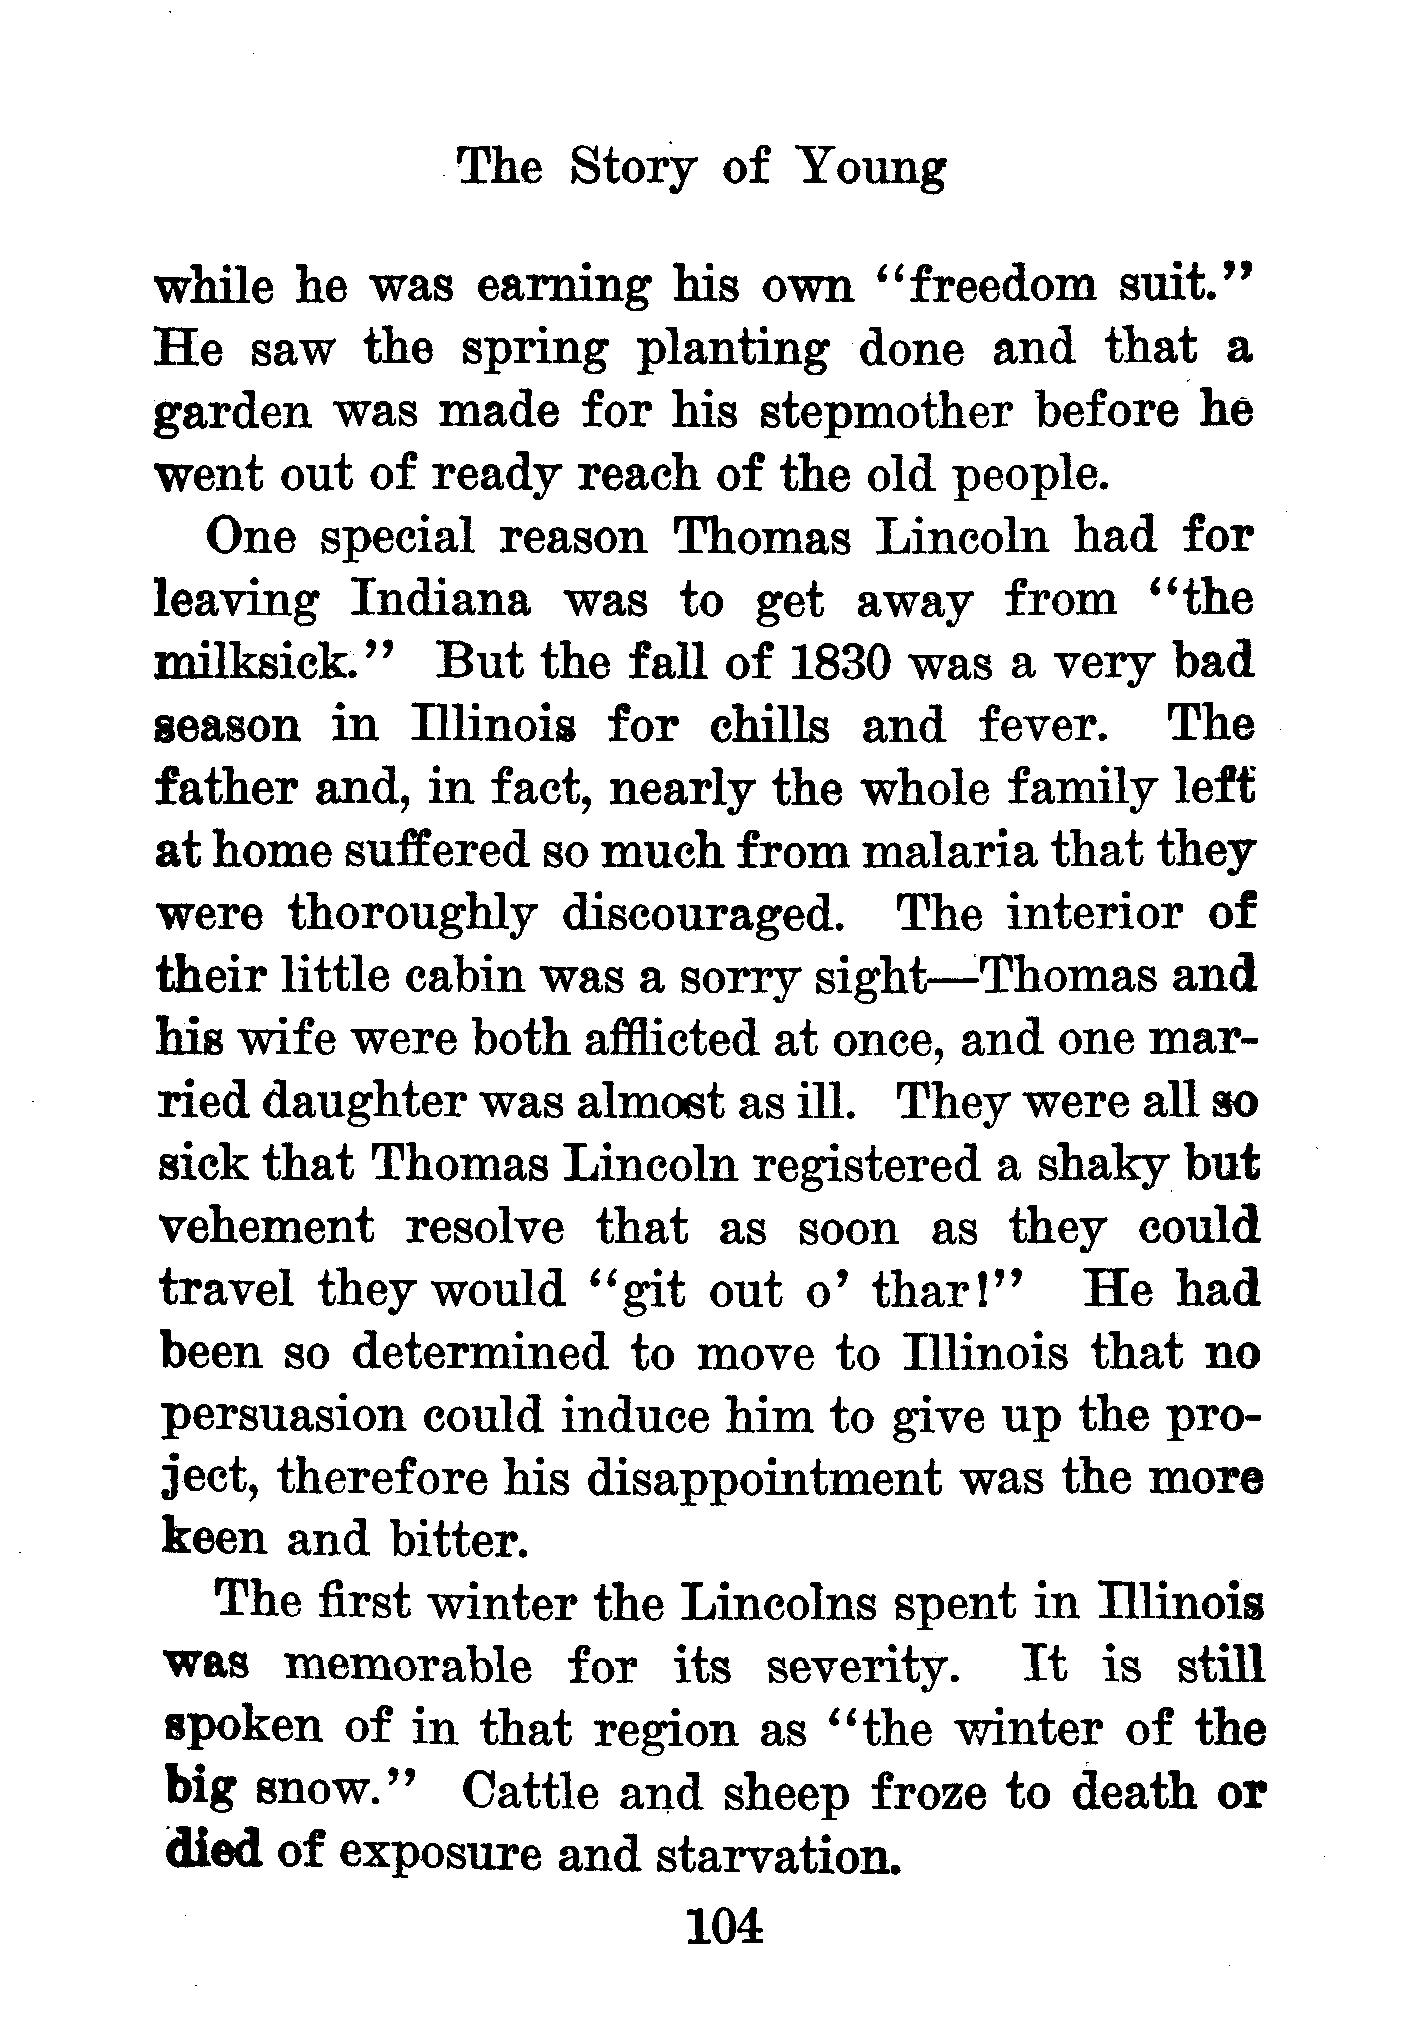 The Story of Young
while he was earning his own "freedom suit."
He saw the spring planting done and that a
garden was made for his stepmother before he
went out of ready reach of the old people.
One special reason Thomas Lincoln had for
leaving Indiana was to get away from "the
milksick." But the fall of 1830 was a very bad
season in Illinois for chills and fever. The
father and, in fact, nearly the whole family left
at home suffered so much from malaria that they
were thoroughly discouraged. The interior of
their little cabin was a sorry sight—Thomas and
his wife were both afflicted at once, and one mar-
ried daughter was almost as ill. They were all so
sick that Thomas Lincoln registered a shaky but
vehement resolve that as soon as they could
travel they would "git out o' thar!" He had
been so determined to move to Illinois that no
persuasion could induce him to give up the pro-
ject, therefore his disappointment was the more
keen and bitter.
The first winter the Lincolns spent in Illinois
was memorable for its severity. It is still
spoken of in that region as "the winter of the
big snow." Cattle and sheep froze to death or
died of exposure and starvation.
104